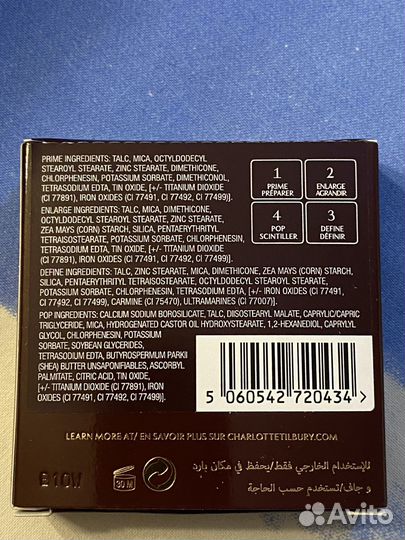 PRIME INGREDIENTS: TALC, MICA, OCTYLDODECYL
STEAROYL STEARATE, ZINC STEARATE, DIMETHICONE,
CHLORPHENESIN, POTASSIUM SORBATE, DIMETHICONOL,
TETRASODIUM EDTA, TIN OXIDE, [+/- TITANIUM DIOXIDE
(CI 77891), IRON OXIDES (CI 77491, CI 77492, CI 77499)].
ENLARGE INGREDIENTS: TALC, MICA, DIMETHICONE,
OCTYLDODECYL STEAROYL STEARATE, ZINC STEARATE,
ZEA MAYS (CORN) STARCH, SILICA, PENTAERYTHRITYL
TETRAISOSTEARATE, POTASSIUM SORBATE, CHLORPHENESIN,
TETRASODIUM EDTA, TIN OXIDE, [+/- TITANIUM DIOXIDE
(CI 77891), IRON OXIDES (CI 77491, CI 77492, CI 77499)].
DEFINE INGREDIENTS: TALC, ZINC STEARATE, MICA, DIMETHICONE, ZEA MAYS (CORN) STARCH,
SILICA, PENTAERYTHRITYL TETRAISOSTEARATE, OCTYLDODECYL STEAROYL STEARATE,
POTASSIUM SORBATE, CHLORPHENESIN, TETRASODIUM EDTA, [+/- IRON OXIDES (CI 77491,
CI 77492, CI 77499), CARMINE (CI 75470), ULTRAMARINES (CI 77007)].
POP INGREDIENTS: CALCIUM SODIUM BOROSILICATE, TALC, DIISOSTEARYL MALATE, CAPRYLIC/CAPRIC
TRIGLYCERIDE, MICA, HYDROGENATED CASTOR OIL HYDROXYSTEARATE, 1,2-HEXANEDIOL, CAPRYLYL
GLYCOL, CHLORPHENESIN, POTASSIUM
SORBATE, SOYBEAN GLYCERIDES,
TETRASODIUM EDTA, BUTYROSPERMUM PARKII
(SHEA) BUTTER UNSAPONIFIABLES, ASCORBYL
PALMITATE, CITRIC ACID, TIN OXIDE,
[+/- TITANIUM DIOXIDE (CI 77891), IRON
OXIDES (CI 77491, CI 77492, CI 77499)].
1
PRIME
PRÉPARER
2
ENLARGE
AGRANDIR
4
POP
SCINTILLER
3
DEFINE
DÉFINIR
5 060542 720434 >
LEARN MORE AT/ EN SAVOIR PLUS SUR CHARLOTTETILBURY.COM
للإستخدام الخارجي فقط/يحفظ في مكان بارد
و جاف/تستخدم حسب الحاجة
30 M
Avito